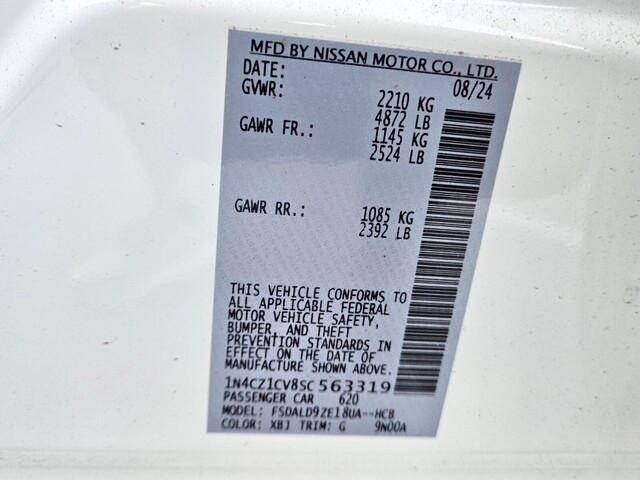 MFD BY NISSAN MOTOR CO., LTD.
DATE: 08/24
GVWR: 2210 KG
4872 LB
GAWR FR.: 1145 KG
2524 LB
GAWR RR.: 1085 KG
2392 LB
THIS VEHICLE CONFORMS TO
ALL APPLICABLE FEDERAL
MOTOR VEHICLE SAFETY,
BUMPER, AND THEFT
PREVENTION STANDARDS IN
EFFECT ON THE DATE OF
MANUFACTURE SHOWN ABOVE.
1N4CZ1CV8SC563319
PASSENGER CAR 620
MODEL: FSDALD9ZE18UA--HCB
COLOR: XBJ TRIM: G 9N00A